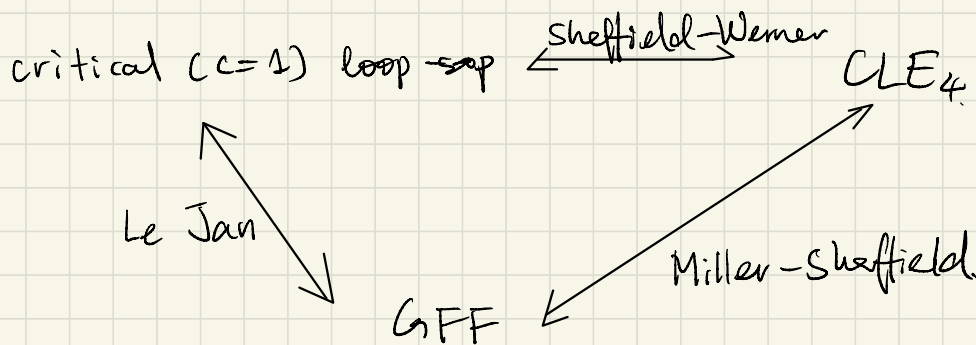 Sheffield-Werner
critical (c=1) loop-soup
CLE4.
Le Jan
Miller-Sheffield.
GFF